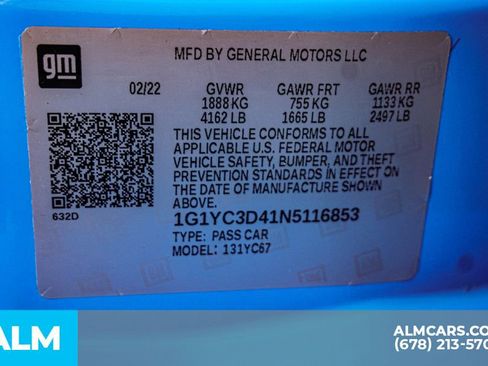 gm
MFD BY GENERAL MOTORS LLC
02/22 GVWR GAWR FRT GAWR RR
1888 KG 755 KG 1133 KG
4162 LB 1665 LB 2497 LB
THIS VEHICLE CONFORMS TO ALL
APPLICABLE U.S. FEDERAL MOTOR
VEHICLE SAFETY, BUMPER, AND THEFT
PREVENTION STANDARDS IN EFFECT ON
THE DATE OF MANUFACTURE SHOWN
ABOVE.
632D
1G1YC3D41N5116853
TYPE: PASS CAR
MODEL: 131YC67
ALM
ALMCARS.CO
(678) 213-570